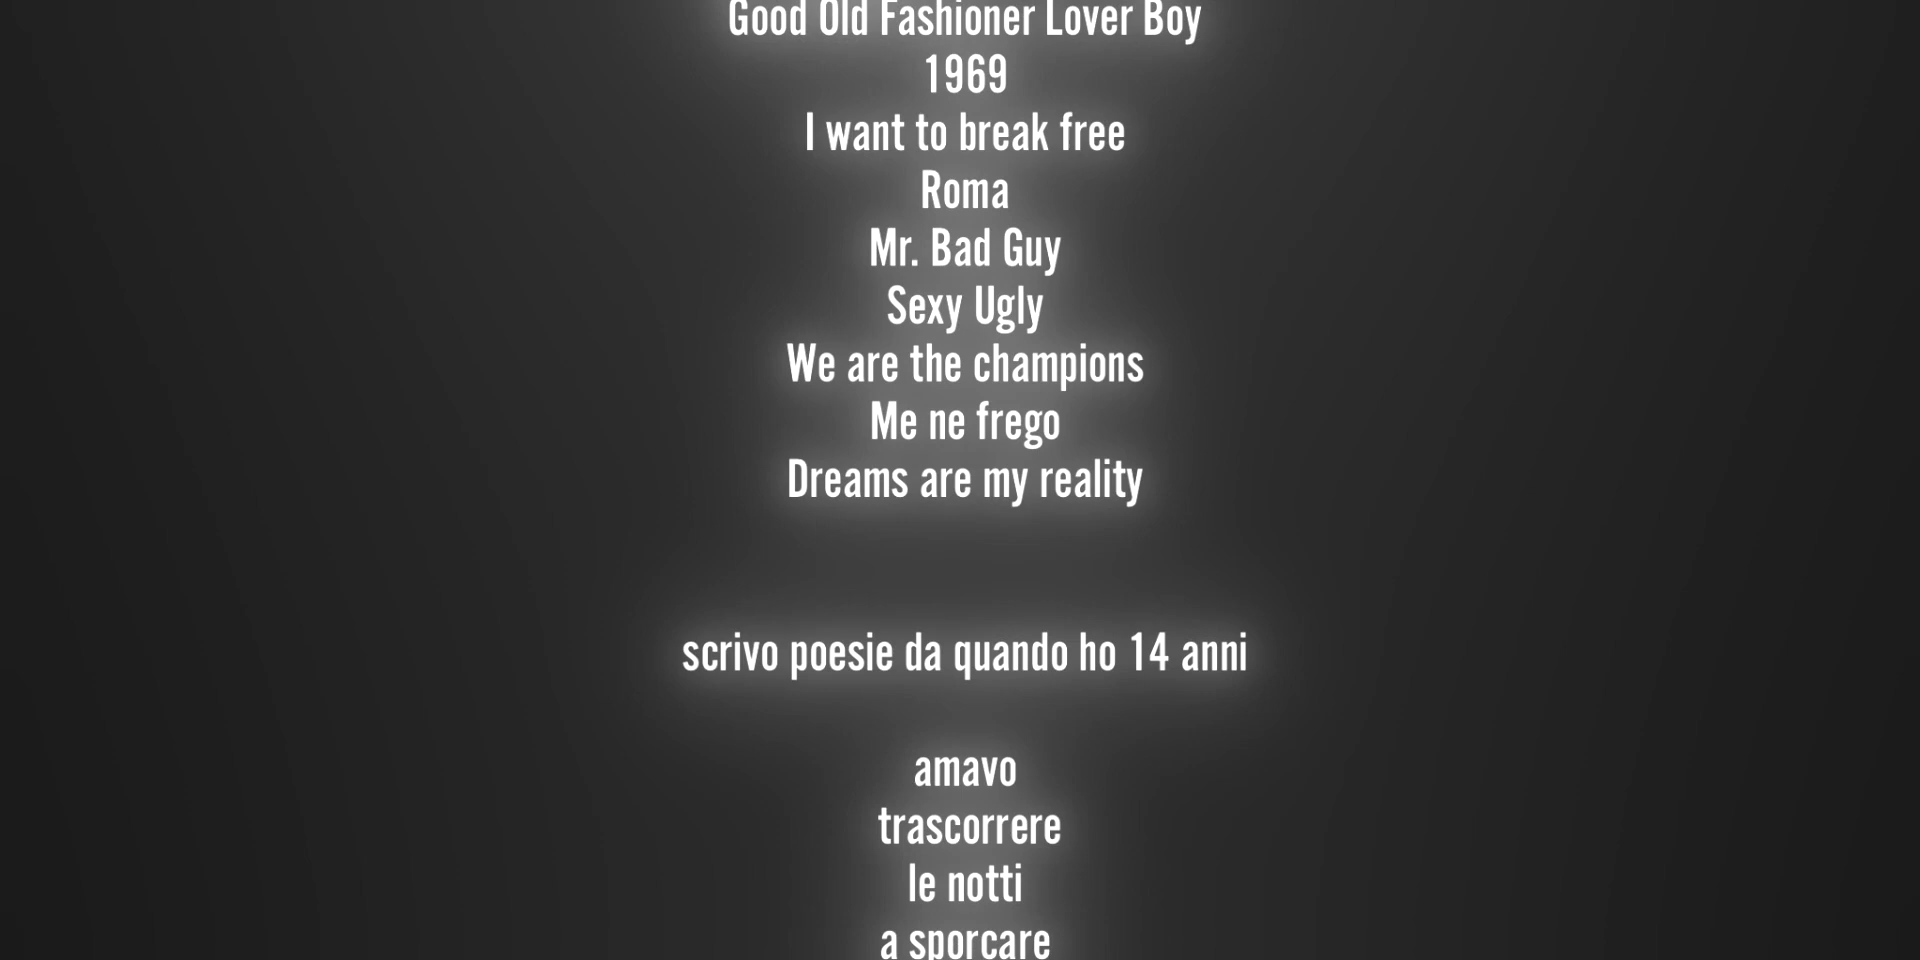 Good Old Fashioner Lover Boy
1969
I want to break free
Roma
Mr. Bad Guy
Sexy Ugly
We are the champions
Me ne frego
Dreams are my reality
scrivo poesie da quando ho 14 anni
amavo
trascorrere
le notti
a sporcare